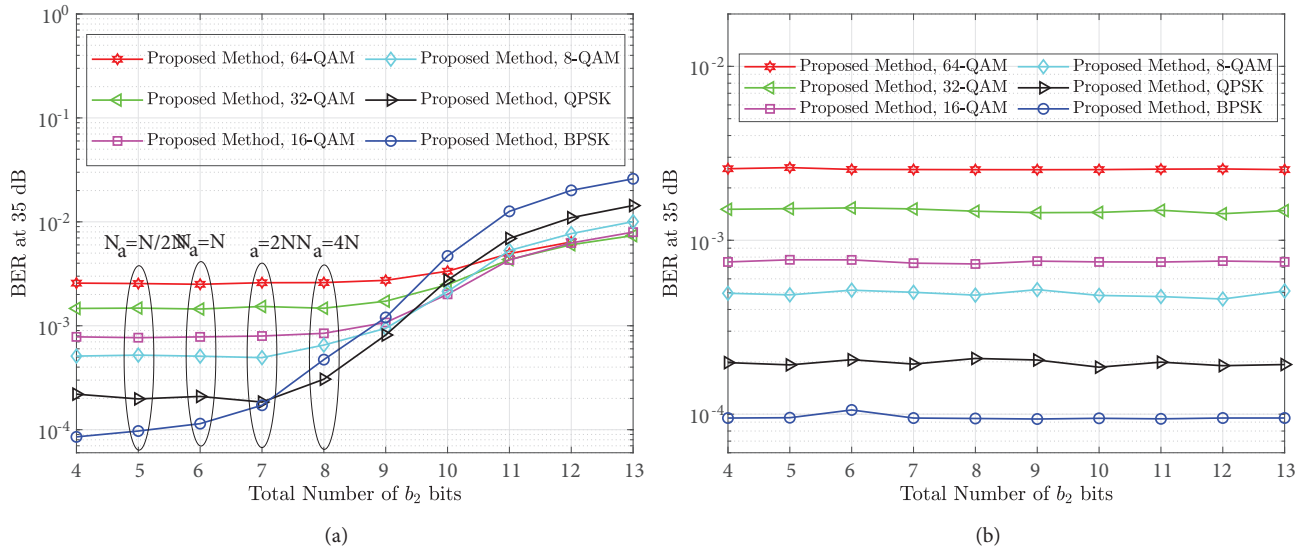 10^0
10^-1
10^-2
10^-3
10^-4
BER at 35 dB
Proposed Method, 64-QAM
Proposed Method, 8-QAM
Proposed Method, 32-QAM
Proposed Method, QPSK
Proposed Method, 16-QAM
Proposed Method, BPSK
N_a=N/2
N_a=N
N_a=2N
N_a=4N
4 5 6 7 8 9 10 11 12 13
Total Number of b_2 bits
(a)
10^-2
10^-3
10^-4
BER at 35 dB
Proposed Method, 64-QAM
Proposed Method, 8-QAM
Proposed Method, 32-QAM
Proposed Method, QPSK
Proposed Method, 16-QAM
Proposed Method, BPSK
4 5 6 7 8 9 10 11 12 13
Total Number of b_2 bits
(b)